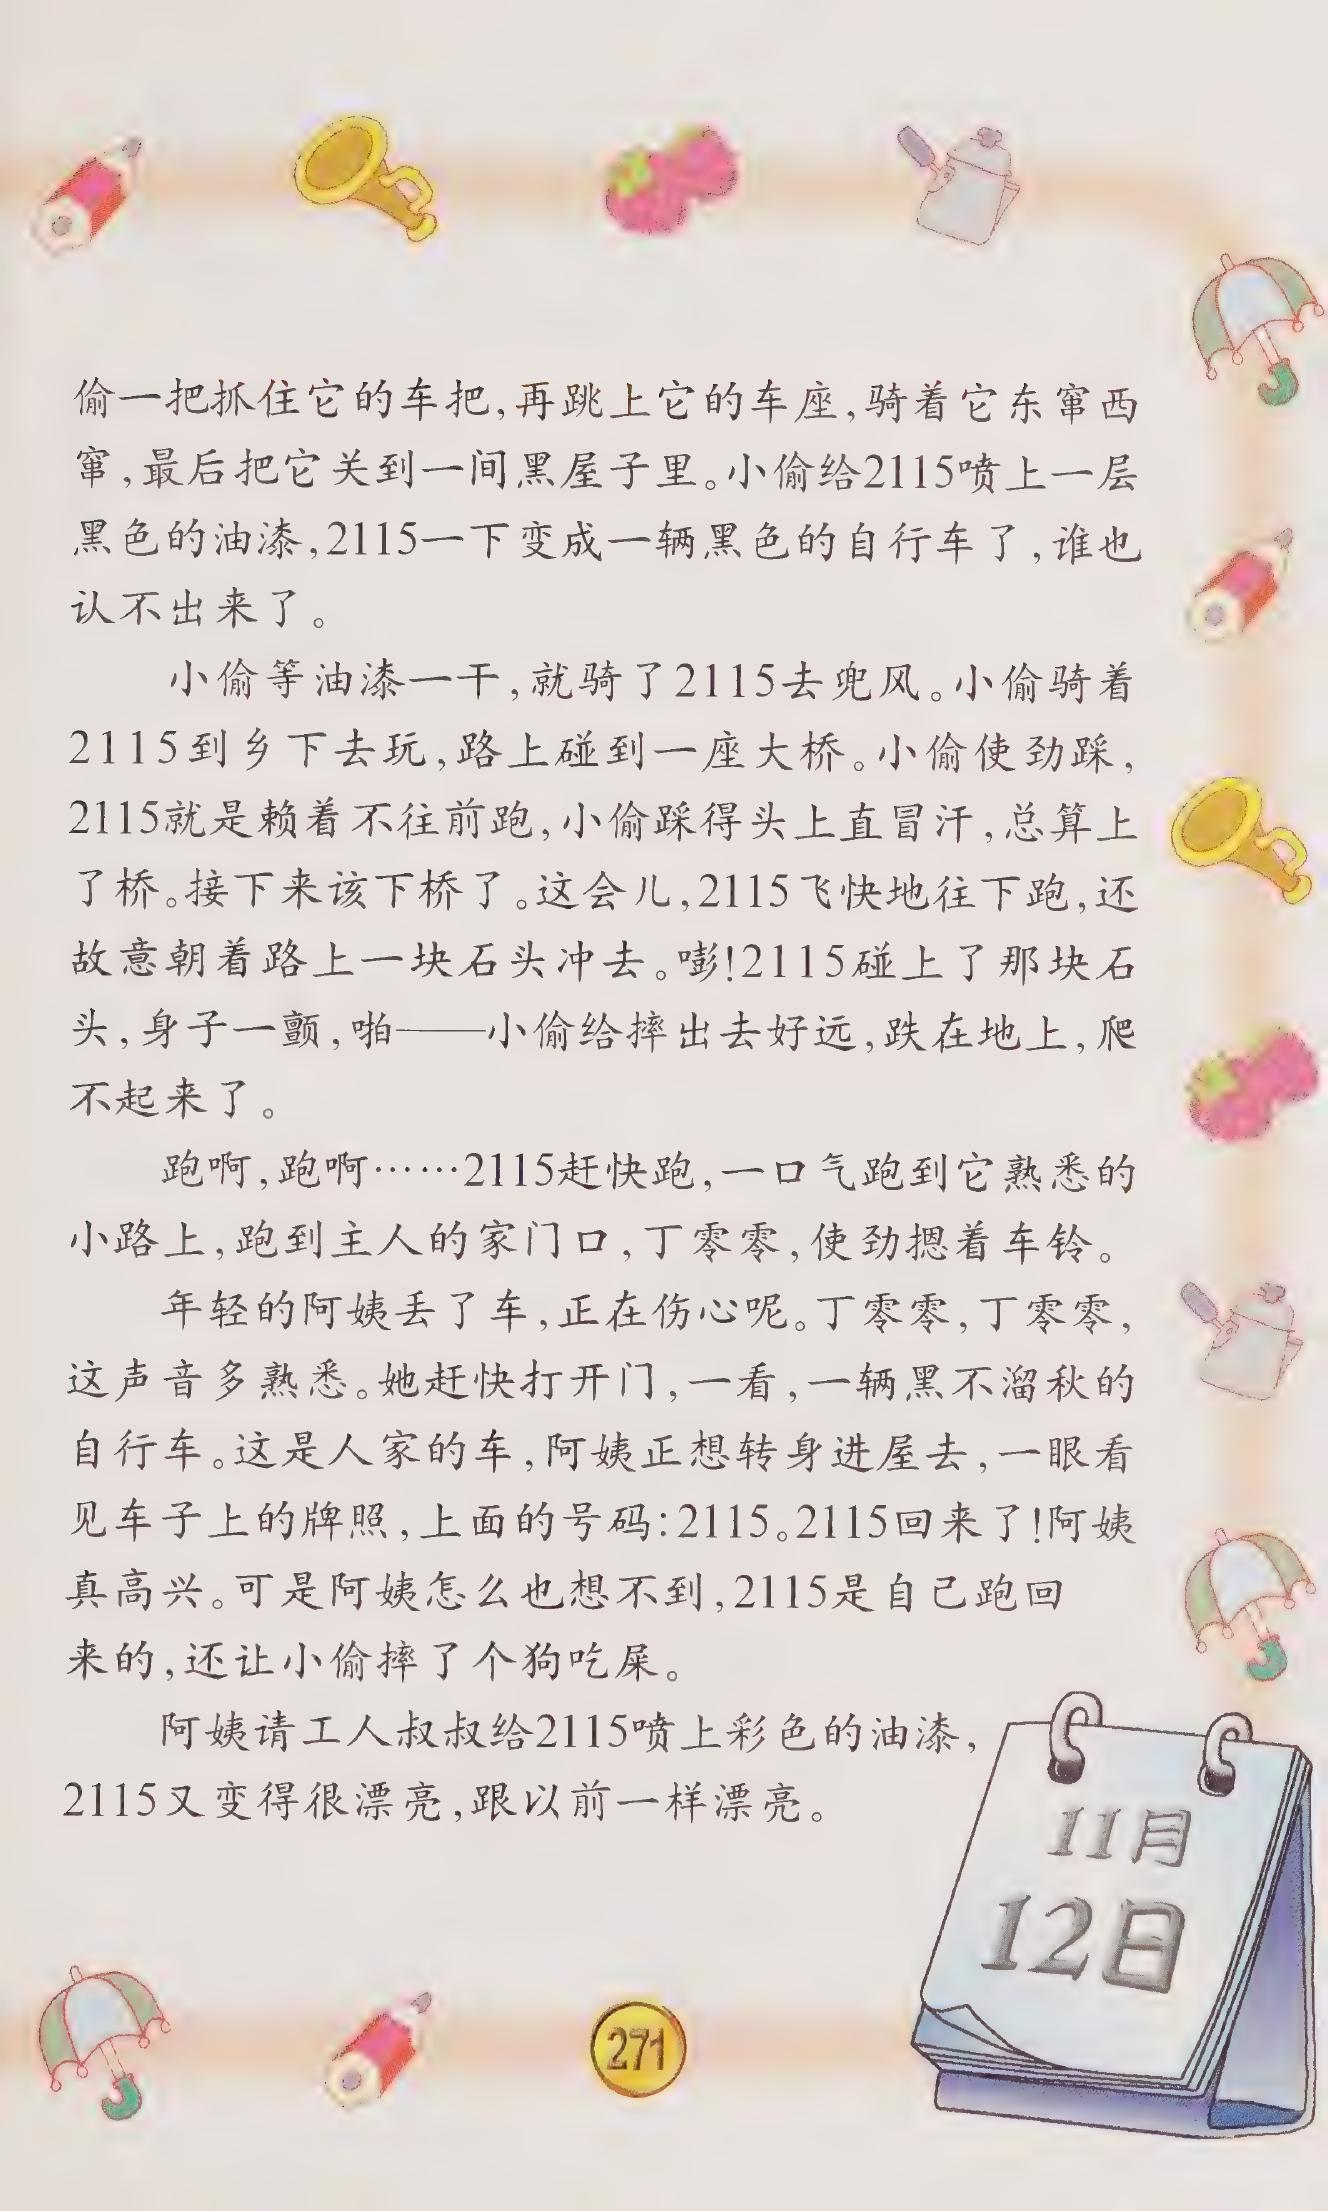 偷一把抓住它的车把,再跳上它的车座,骑着它东窜西
窜,最后把它关到一间黑屋子里。小偷给2115喷上一层
黑色的油漆,2115一下变成一辆黑色的自行车了,谁也
认不出来了。
小偷等油漆一干,就骑了2115去兜风。小偷骑着
2115到乡下去玩,路上碰到一座大桥。小偷使劲踩,
2115就是赖着不往前跑,小偷踩得头上直冒汗,总算上
了桥。接下来该下桥了。这会儿,2115飞快地往下跑,还
故意朝着路上一块石头冲去。嘭!2115碰上了那块石
头,身子一颤,啪——小偷给摔出去好远,跌在地上,爬
不起来了。
跑啊,跑啊……2115赶快跑,一口气跑到它熟悉的
小路上,跑到主人的家门口,丁零零,使劲摁着车铃。
年轻的阿姨丢了车,正在伤心呢。丁零零,丁零零,
这声音多熟悉。她赶快打开门,一看,一辆黑不溜秋的
自行车。这是人家的车,阿姨正想转身进屋去,一眼看
见车子上的牌照,上面的号码:2115。2115回来了!阿姨
真高兴。可是阿姨怎么也想不到,2115是自己跑回
来的,还让小偷摔了个狗吃屎。
阿姨请工人叔叔给2115喷上彩色的油漆,
2115又变得很漂亮,跟以前一样漂亮。
11月
12日
271